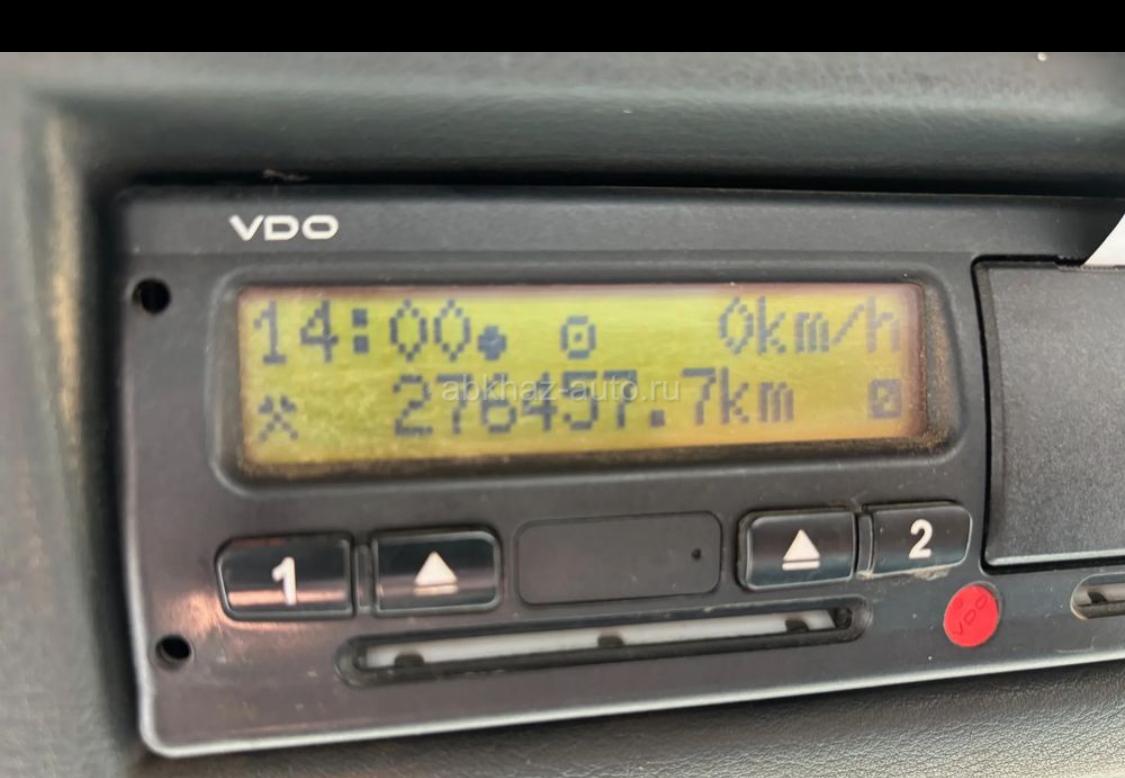 VDO
14:00 0km/h
276457.7km
abkhaz-auto.ru
1 2
VDO